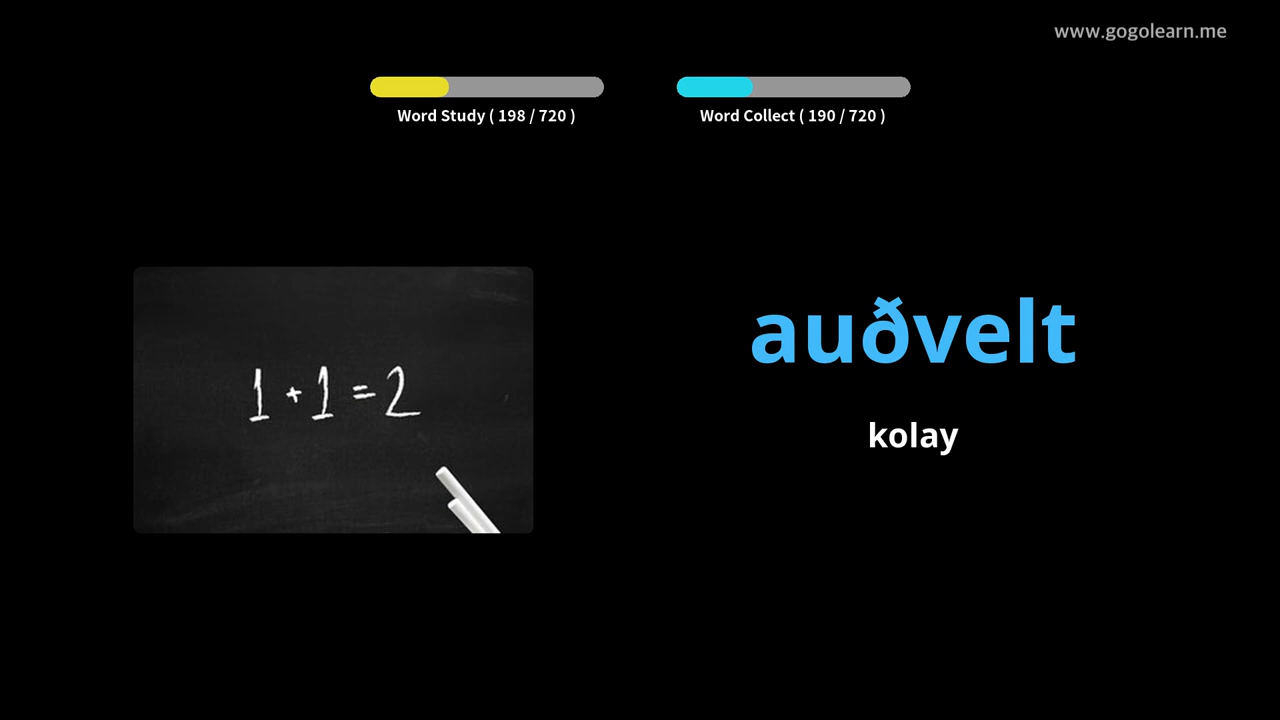 www.gogolearn.me
Word Study ( 198 / 720 )
Word Collect ( 190 / 720 )
1 + 1 = 2
auðvelt
kolay